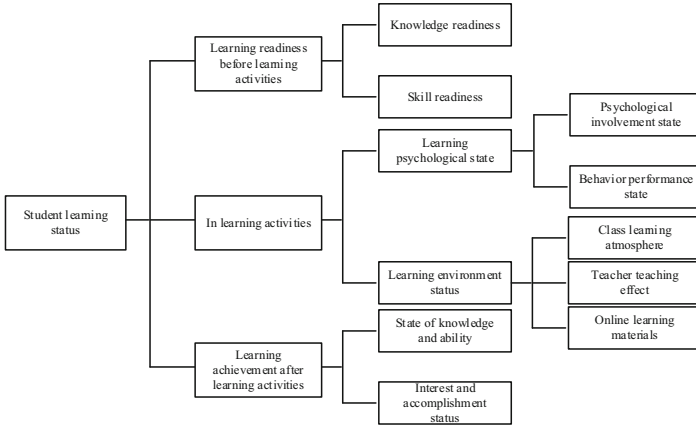 Student learning
status
Learning readiness
before learning
activities
Knowledge readiness
Skill readiness
In learning activities
Learning
psychological state
Psychological
involvement state
Behavior performance
state
Learning environment
status
Class learning
atmosphere
Teacher teaching
effect
Online learning
materials
Learning
achievement after
learning activities
State of knowledge
and ability
Interest and
accomplishment
status